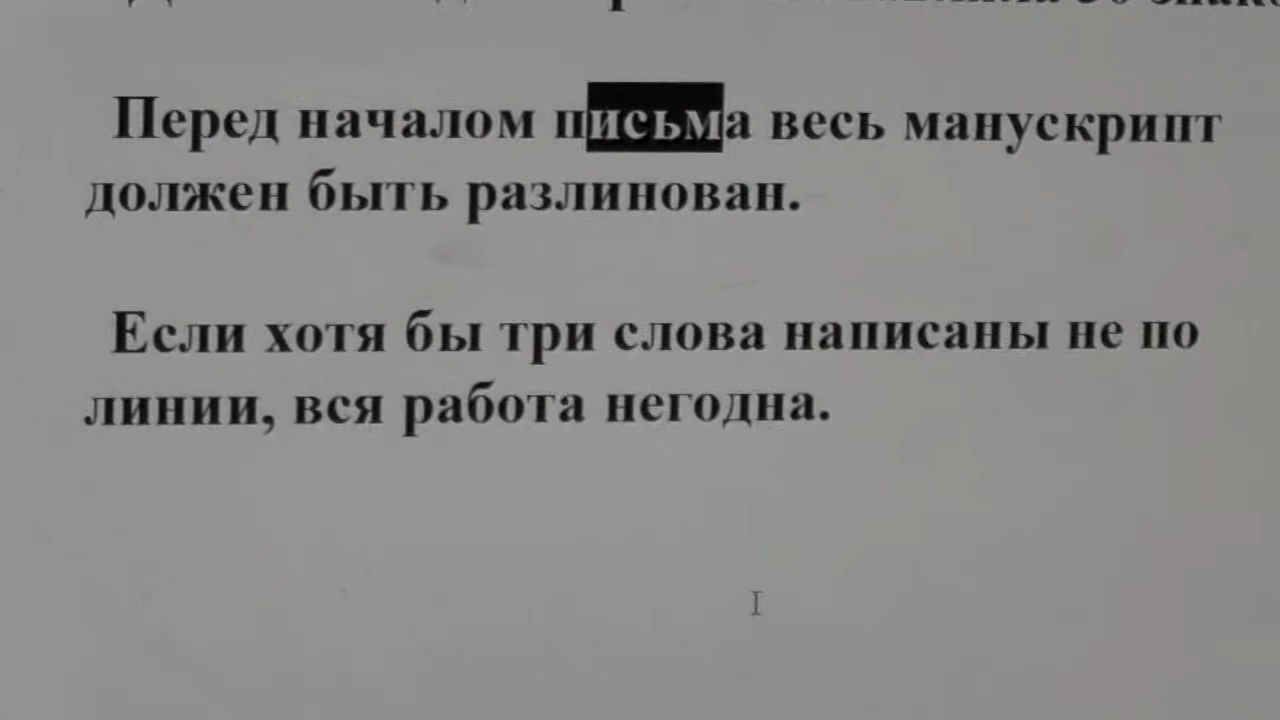 Перед началом письма весь манускрипт
должен быть разлинован.
Если хотя бы три слова написаны не по
линии, вся работа негодна.